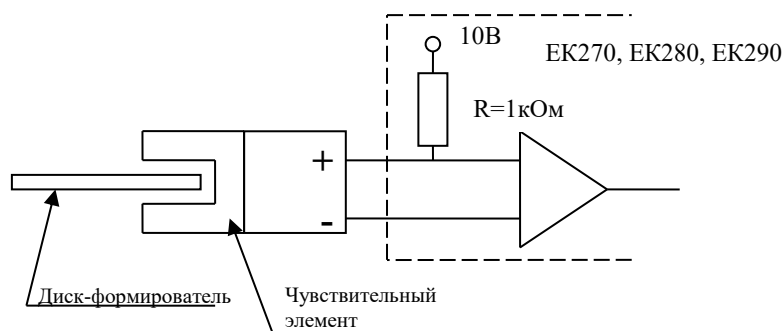 10В
ЕК270, ЕК280, ЕК290
R=1кОм
+
-
Диск-формирователь
Чувствительный
элемент